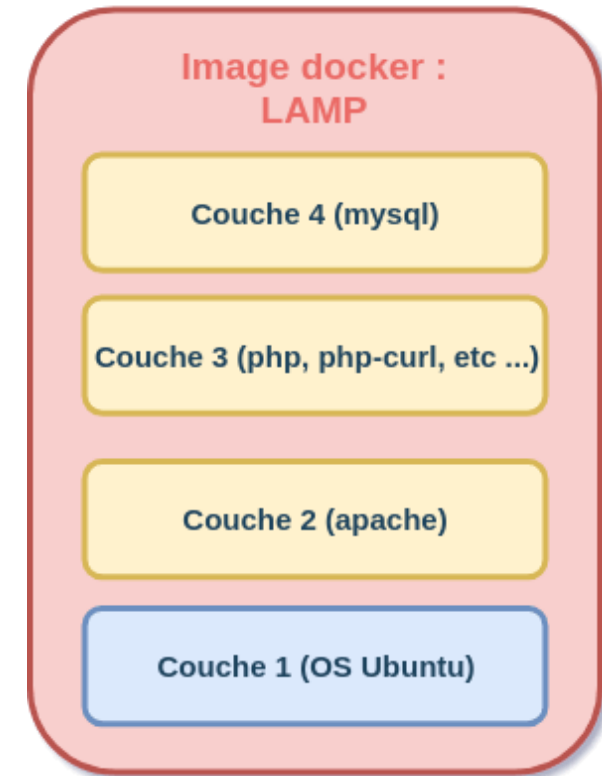 Image docker :
LAMP
Couche 4 (mysql)
Couche 3 (php, php-curl, etc ...)
Couche 2 (apache)
Couche 1 (OS Ubuntu)